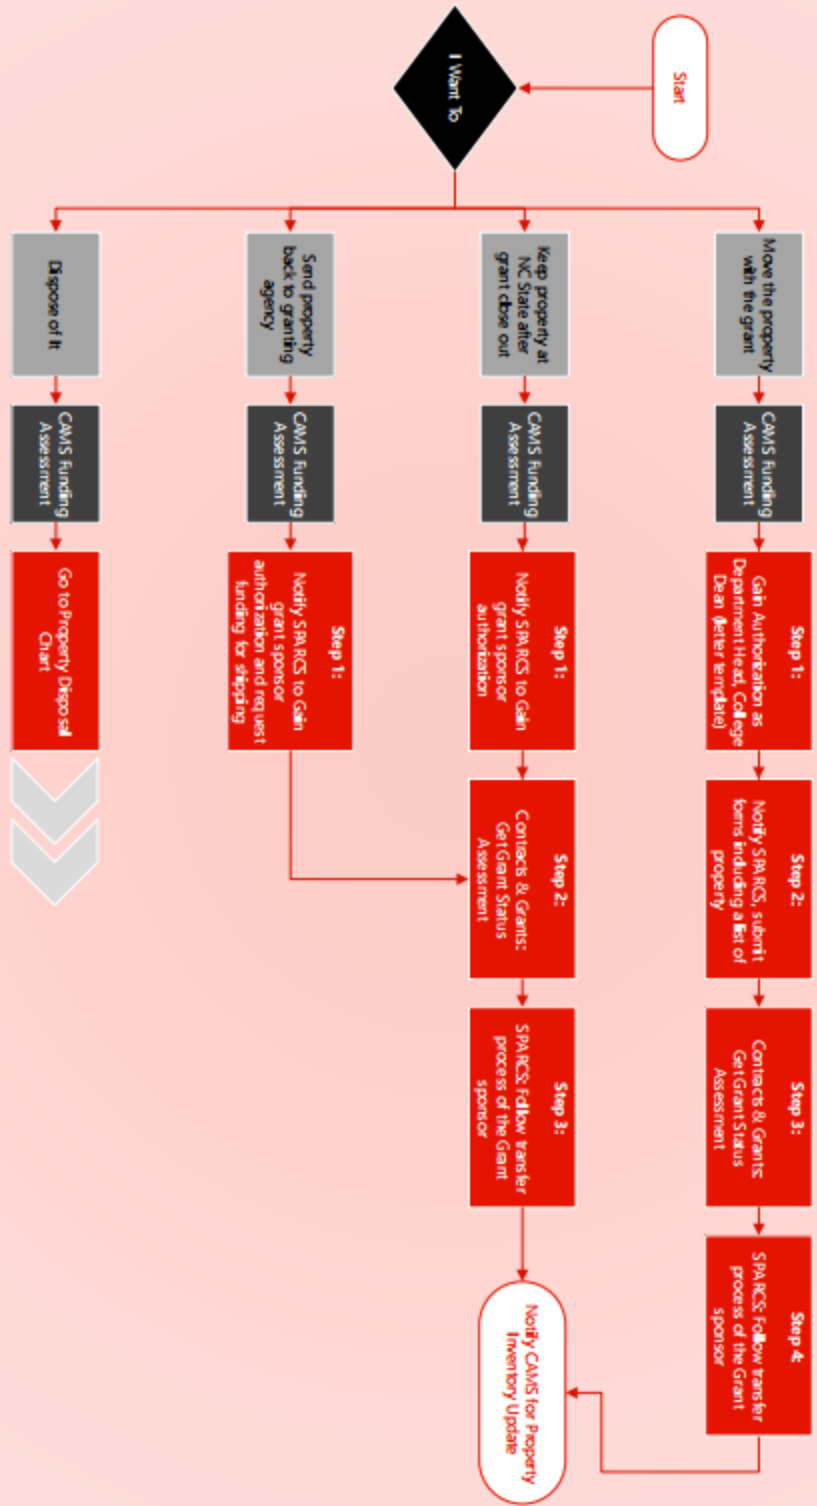 Start
I Want To
Move the property
with the grant
CAMS Funding
Assessment
Step 1:
Gain Authorization as
Department Head, College
Dean (letter template)
Step 2:
Notify SPARCS, submit
forms including a list of
property
Step 3:
Contracts & Grants:
Get Grant Status
Assessment
Step 4:
SPARCS: Follow transfer
process of the Grant
sponsor
Keep property at
NC State after
grant close out
CAMS Funding
Assessment
Step 1:
Notify SPARCS to Gain
grant sponsor
authorization
Step 2:
Contracts & Grants:
Get Grant Status
Assessment
Step 3:
SPARCS: Follow transfer
process of the Grant
sponsor
Notify CAMS for Property
Inventory Update
Send property
back to granting
agency
CAMS Funding
Assessment
Step 1:
Notify SPARCS to Gain
grant sponsor
authorization and request
funding for shipping
Dispose of It
CAMS Funding
Assessment
Go to Property Disposal
Chart